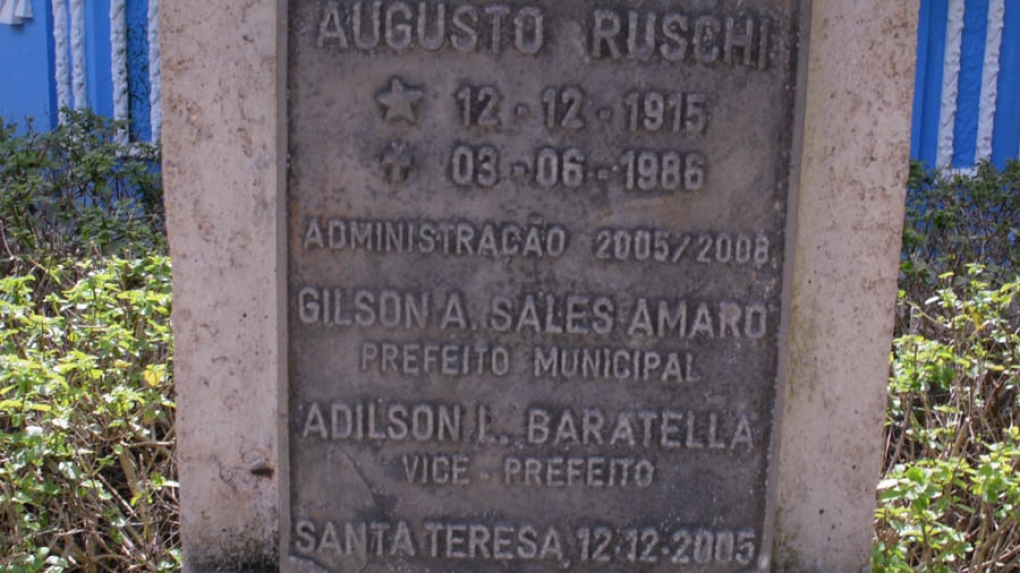 AUGUSTO RUSCHI
12-12-1915
03-06-1986
ADMINISTRAÇÃO 2005/2008
GILSON A. SALES AMARO
PREFEITO MUNICIPAL
ADILSON L. BARATELLA
VICE-PREFEITO
SANTA TERESA, 12-12-2005